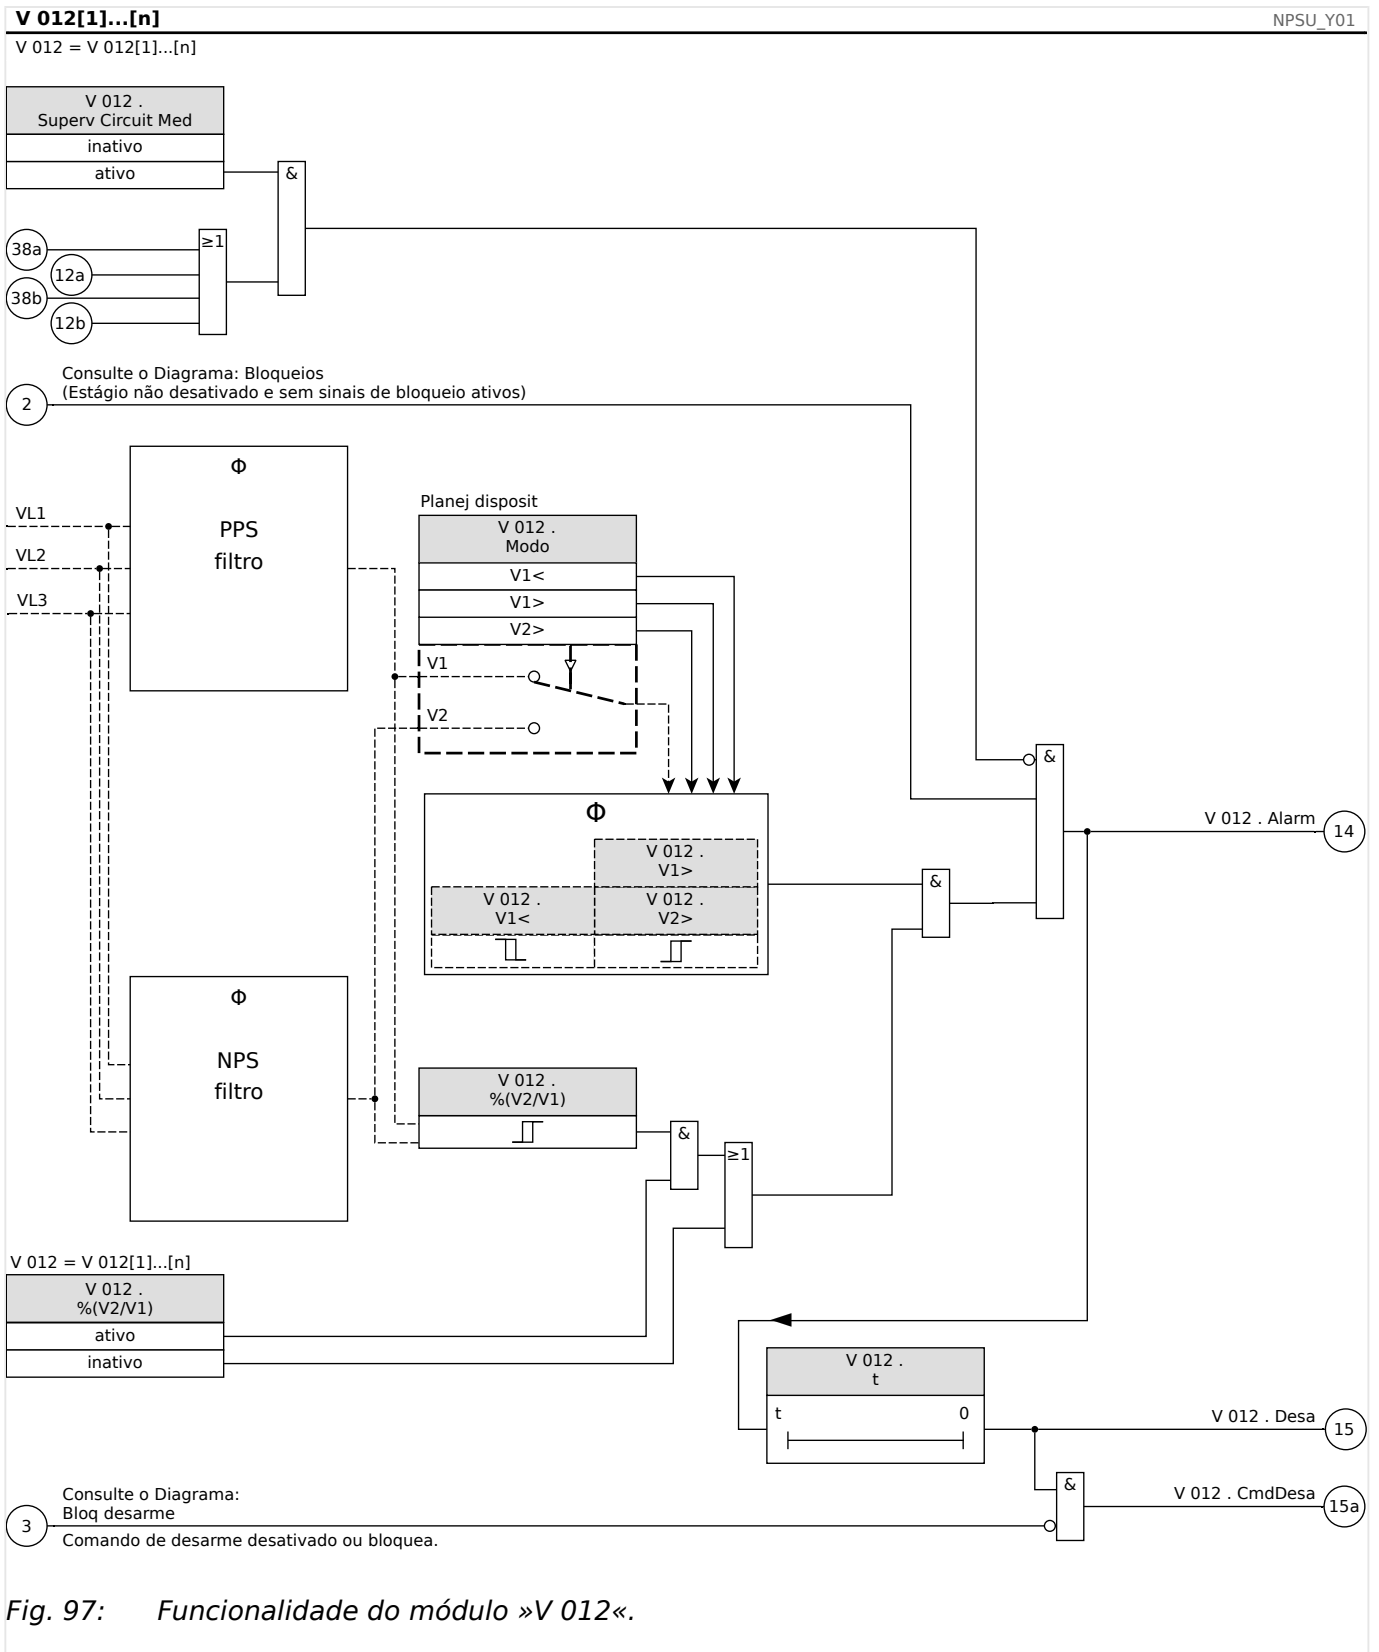 V 012[1]...[n]
NPSU_Y01
V 012 = V 012[1]...[n]
V 012 .
Superv Circuit Med
inativo
ativo
&
≥1
38a
12a
38b
12b
Consulte o Diagrama: Bloqueios
(Estágio não desativado e sem sinais de bloqueio ativos)
2
Φ
PPS
filtro
VL1
VL2
VL3
Planej disposit
V 012 .
Modo
V1<
V1>
V2>
V1
V2
&
Φ
V 012 .
V1>
V 012 .
V1<
V 012 .
V2>
&
V 012 . Alarm
14
Φ
NPS
filtro
V 012 .
%(V2/V1)
&
≥1
V 012 = V 012[1]...[n]
V 012 .
%(V2/V1)
ativo
inativo
V 012 .
t
t
0
V 012 . Desa
15
&
V 012 . CmdDesa
15a
Consulte o Diagrama:
Bloq desarme
3
Comando de desarme desativado ou bloquea.
Fig. 97: Funcionalidade do módulo »V 012«.